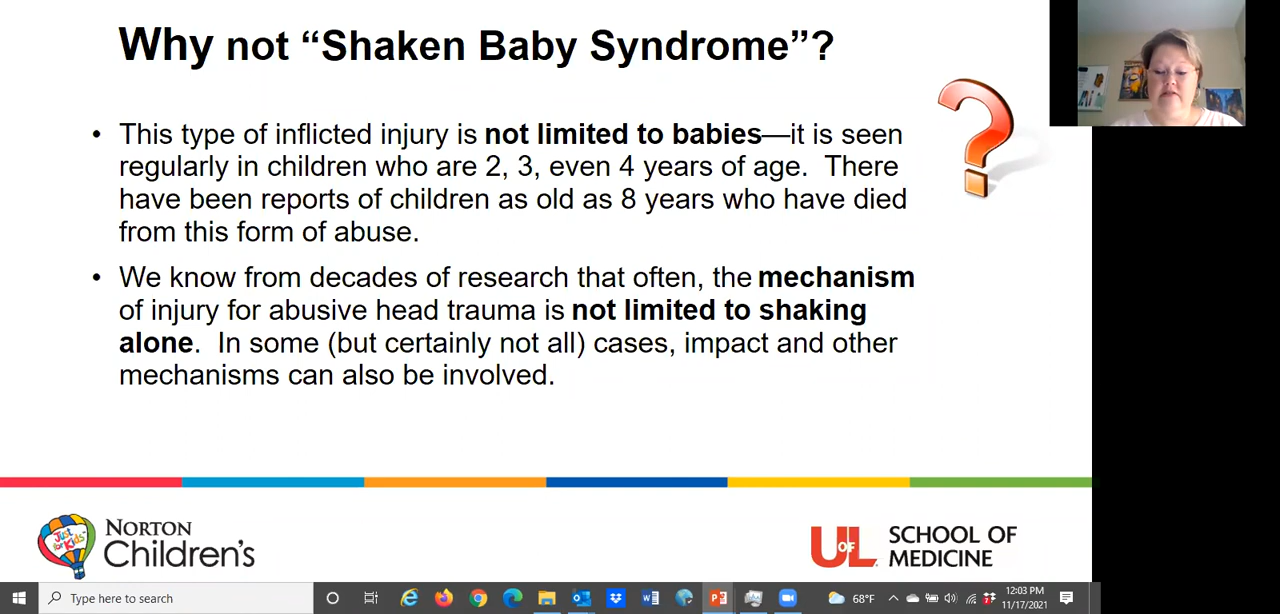 Why not “Shaken Baby Syndrome”?
• This type of inflicted injury is not limited to babies—it is seen
regularly in children who are 2, 3, even 4 years of age. There
have been reports of children as old as 8 years who have died
from this form of abuse.
• We know from decades of research that often, the mechanism
of injury for abusive head trauma is not limited to shaking
alone. In some (but certainly not all) cases, impact and other
mechanisms can also be involved.
Just for Kids
NORTON
Children's
U OF L
SCHOOL OF
MEDICINE
Type here to search
68°F
12:03 PM
11/17/2021